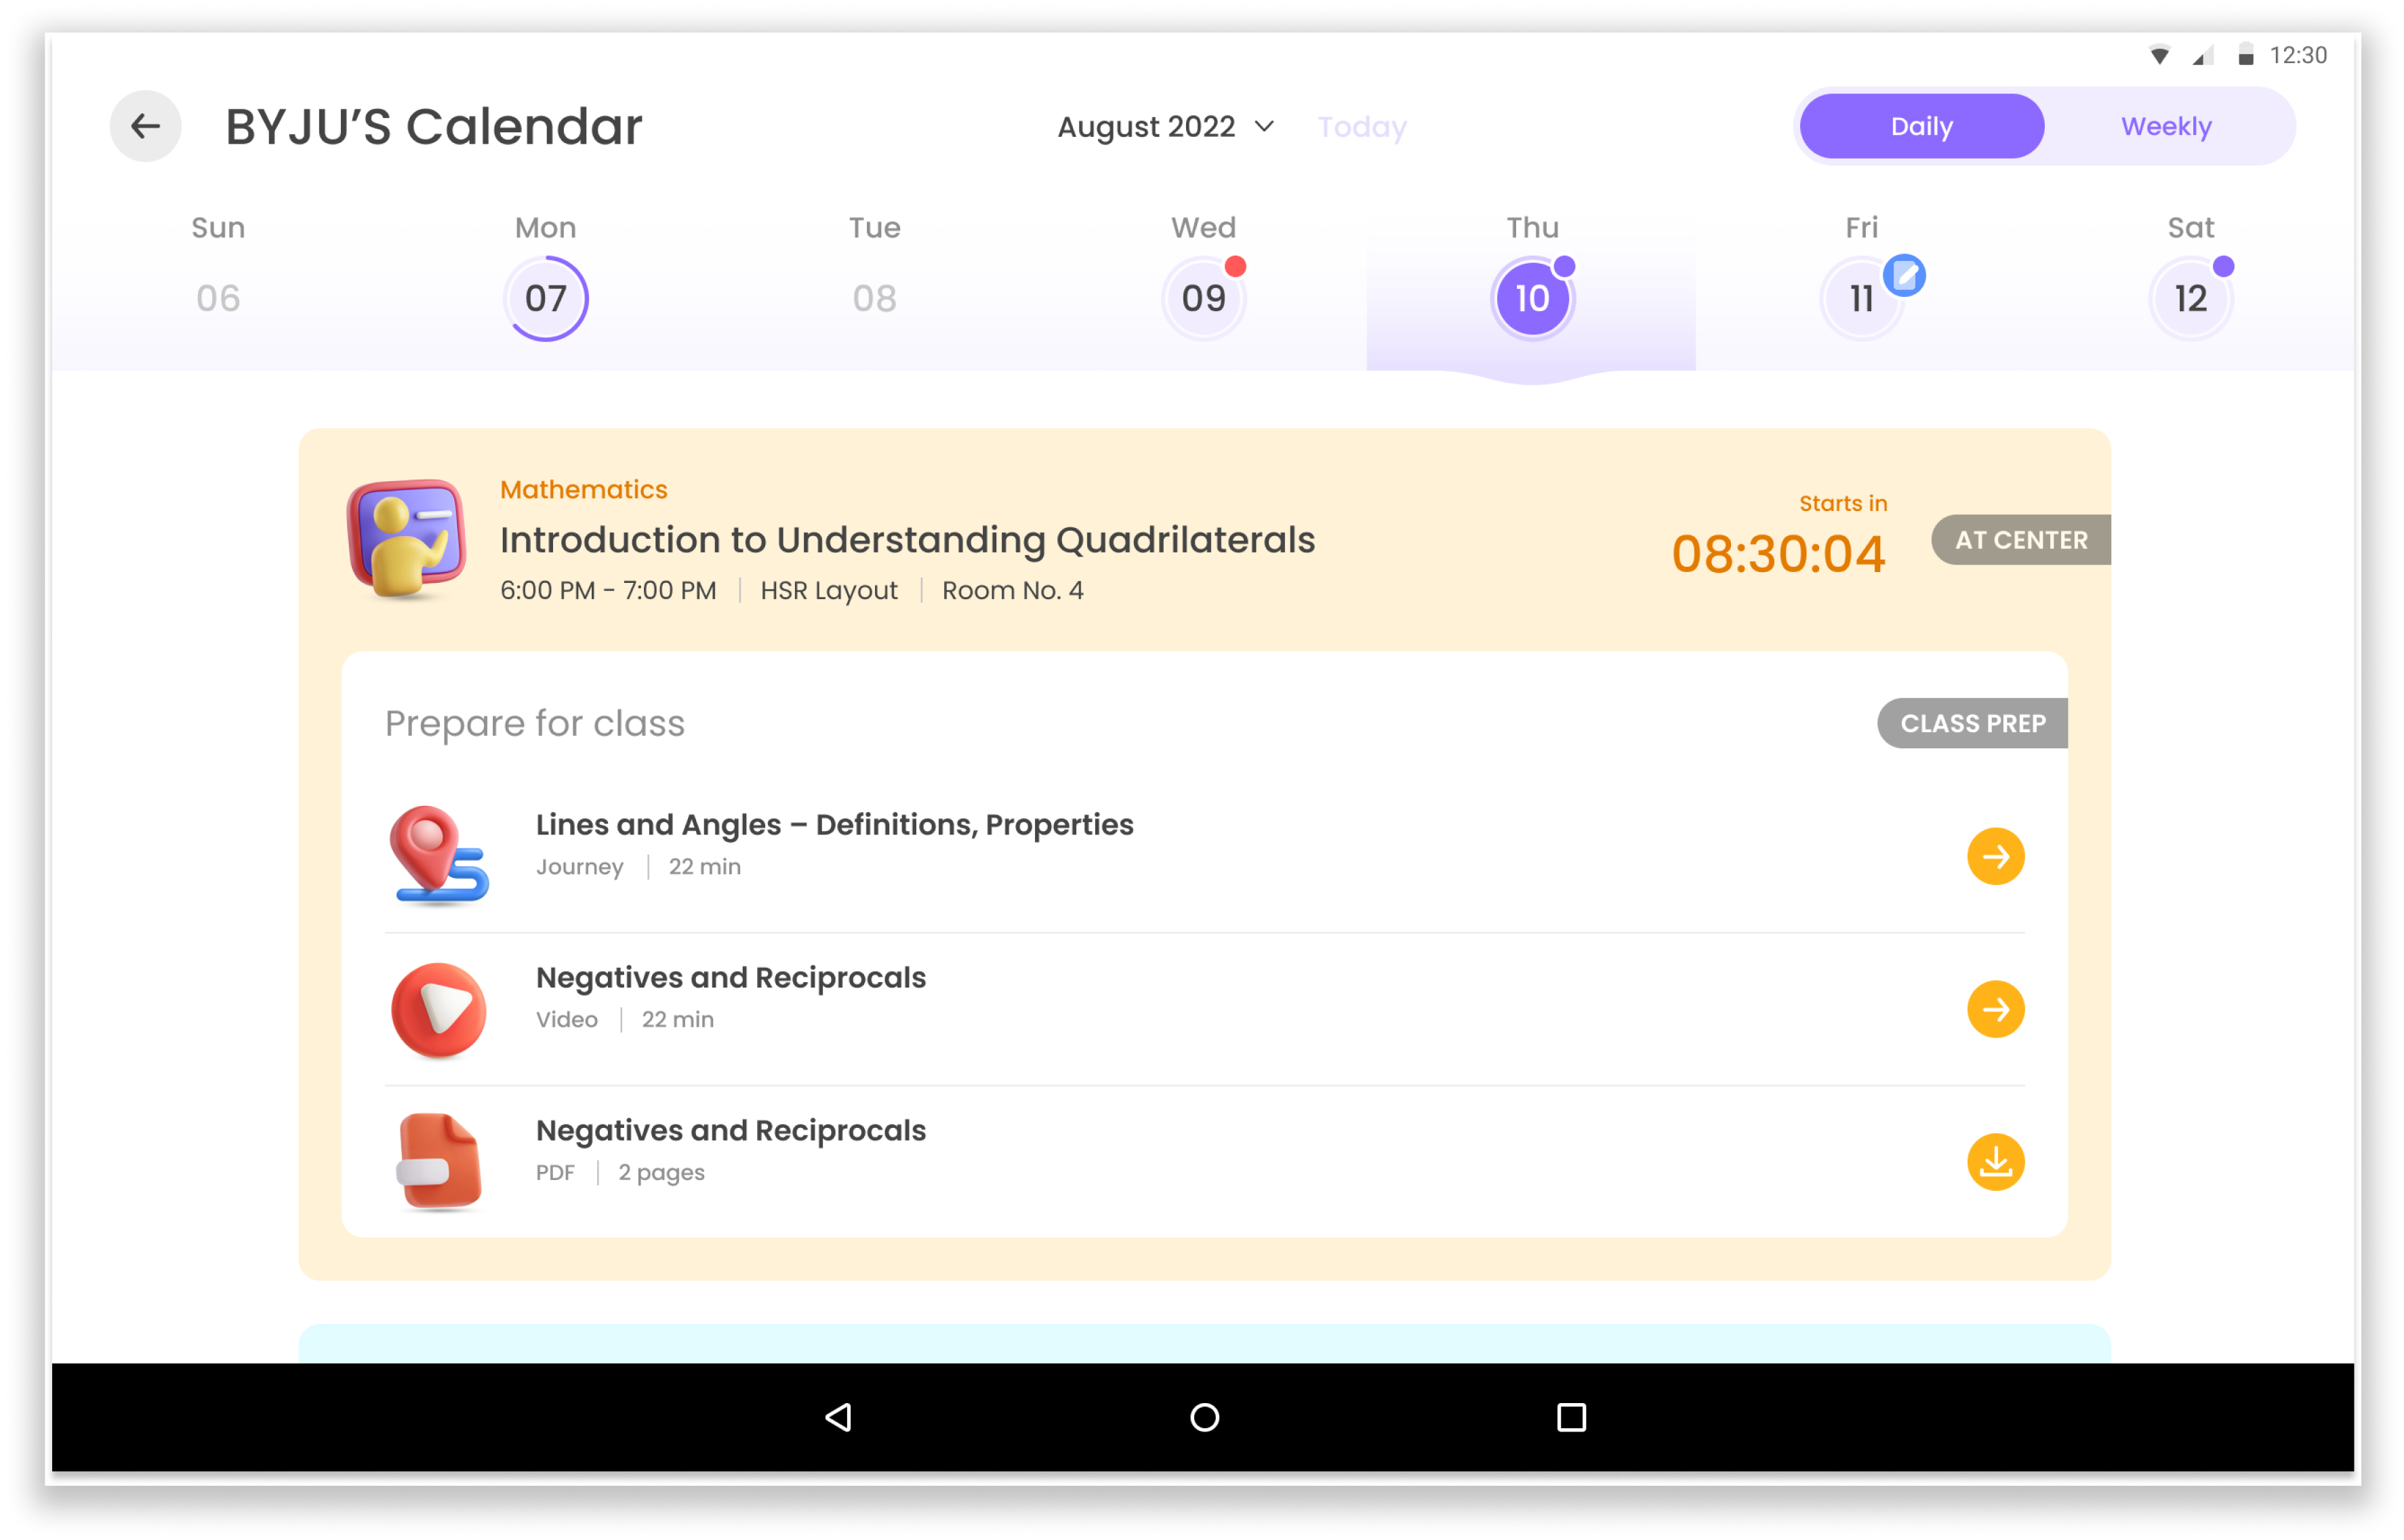 12:30
BYJU’S Calendar
August 2022
Today
Daily
Weekly
Sun
Mon
Tue
Wed
Thu
Fri
Sat
06
07
08
09
10
11
12
Mathematics
Introduction to Understanding Quadrilaterals
6:00 PM - 7:00 PM | HSR Layout | Room No. 4
Starts in
08:30:04
AT CENTER
Prepare for class
CLASS PREP
Lines and Angles – Definitions, Properties
Journey | 22 min
Negatives and Reciprocals
Video | 22 min
Negatives and Reciprocals
PDF | 2 pages